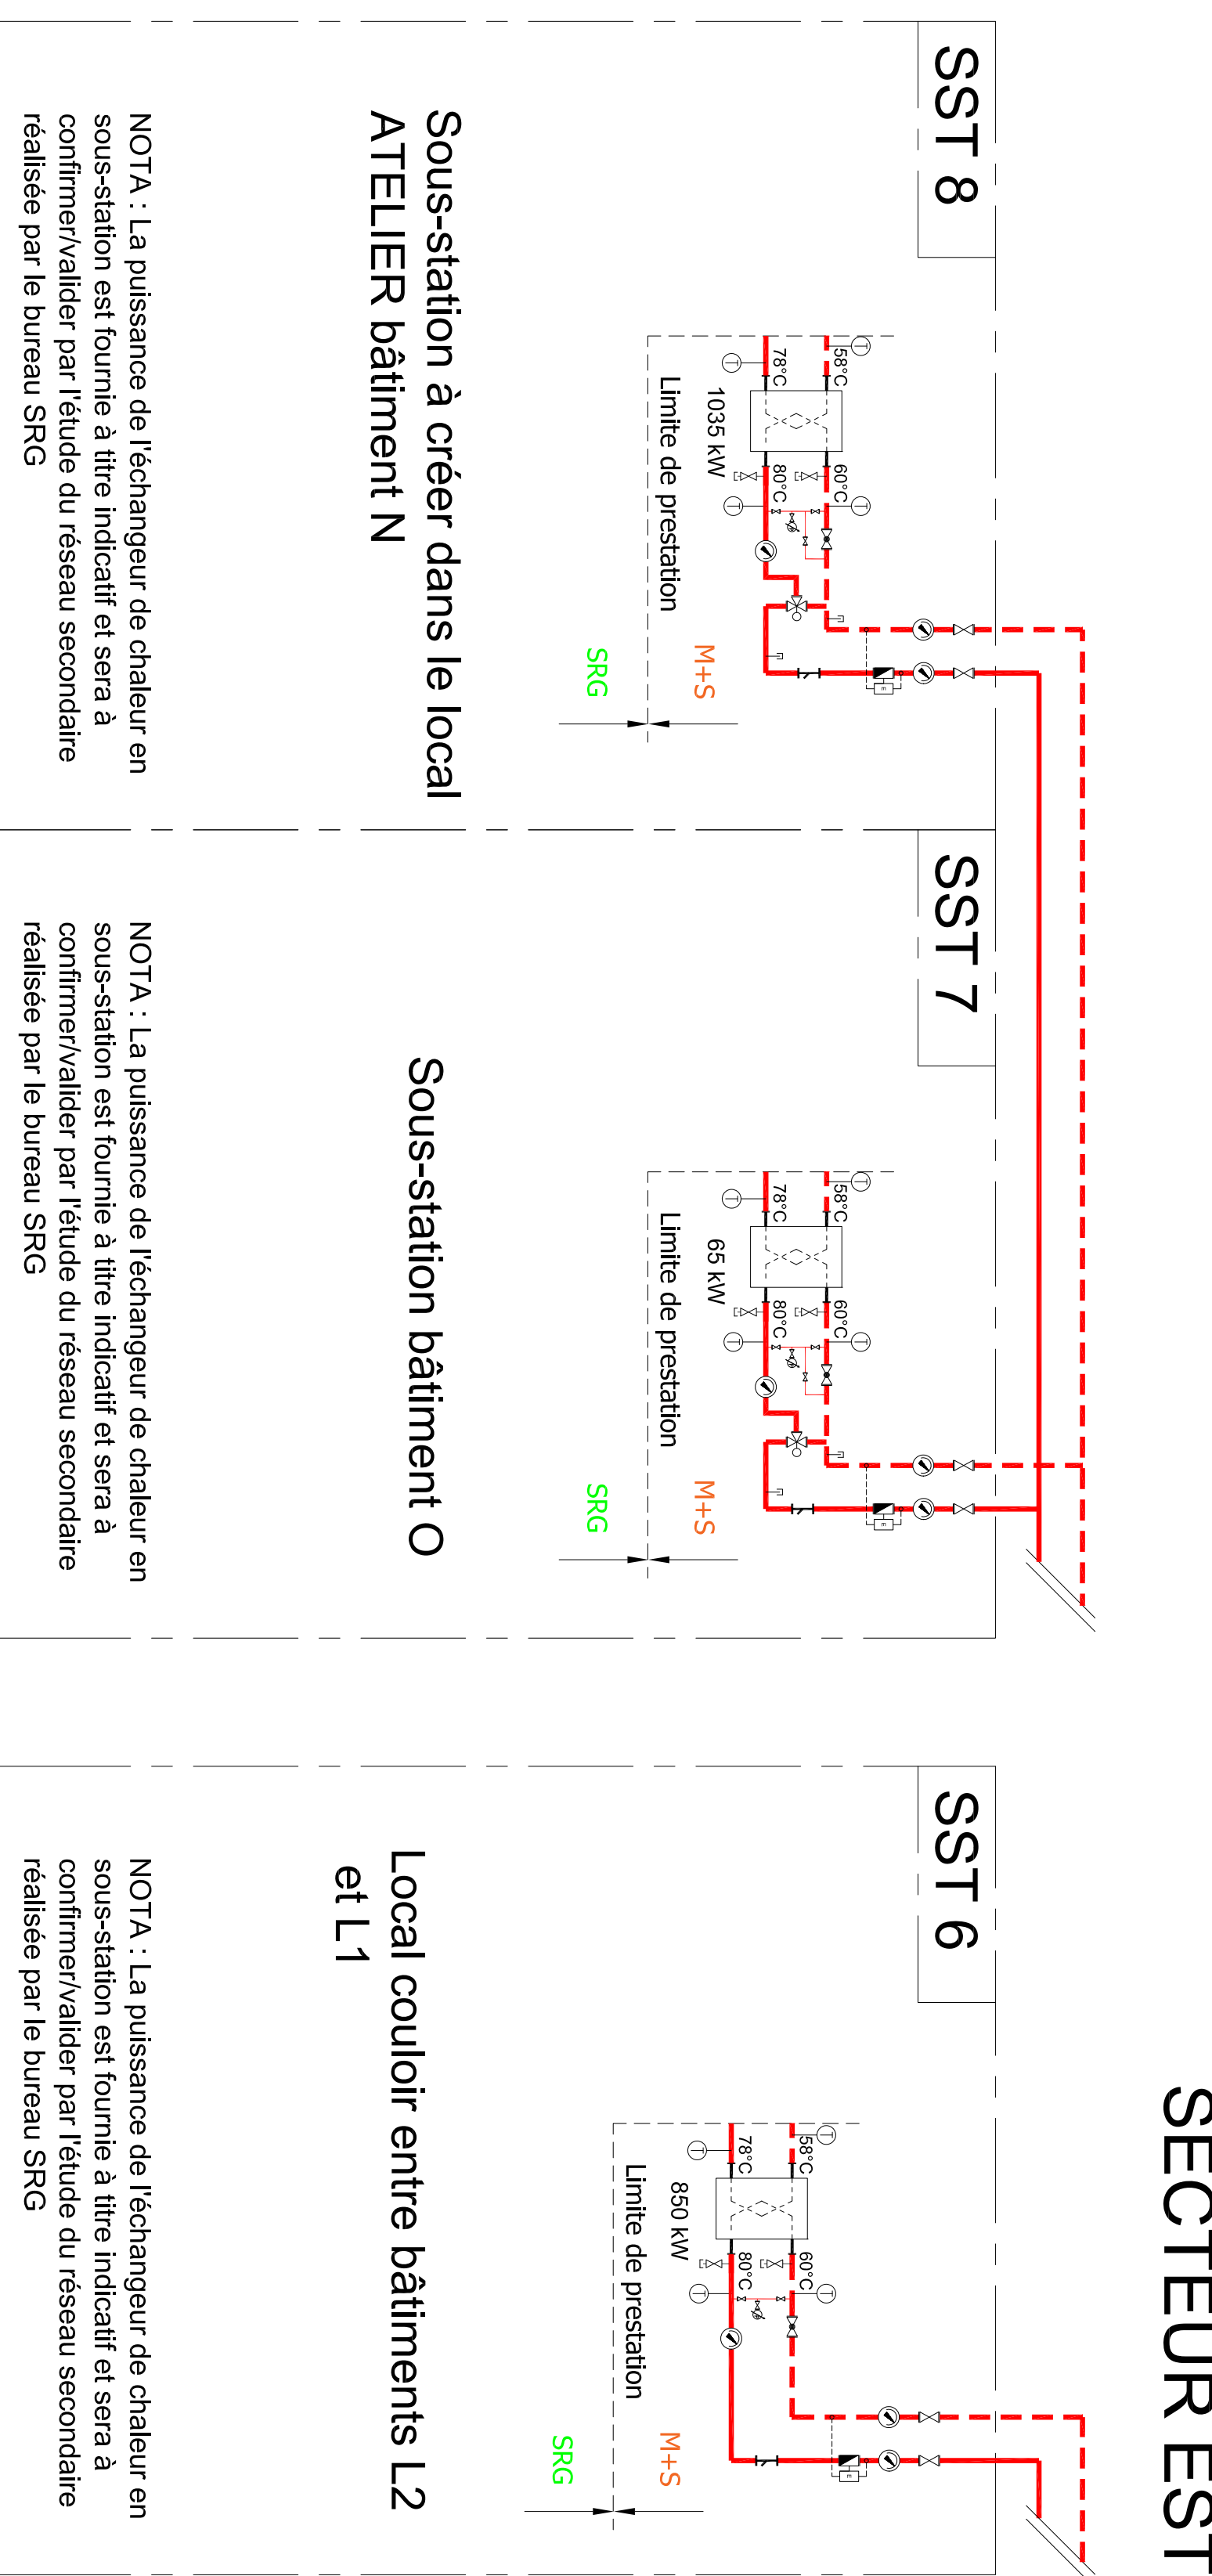 SECTEUR EST
SST 8
58°C
78°C
60°C
80°C
T
T
T
T
E
1035 kW
Limite de prestation
M+S
SRG
Sous-station à créer dans le local
ATELIER bâtiment N
NOTA : La puissance de l'échangeur de chaleur en
sous-station est fournie à titre indicatif et sera à
confirmer/valider par l'étude du réseau secondaire
réalisée par le bureau SRG
SST 7
58°C
78°C
60°C
80°C
T
T
T
T
E
65 kW
Limite de prestation
M+S
SRG
Sous-station bâtiment O
NOTA : La puissance de l'échangeur de chaleur en
sous-station est fournie à titre indicatif et sera à
confirmer/valider par l'étude du réseau secondaire
réalisée par le bureau SRG
SST 6
58°C
78°C
60°C
80°C
T
T
T
T
E
850 kW
Limite de prestation
M+S
SRG
Local couloir entre bâtiments L2
et L1
NOTA : La puissance de l'échangeur de chaleur en
sous-station est fournie à titre indicatif et sera à
confirmer/valider par l'étude du réseau secondaire
réalisée par le bureau SRG